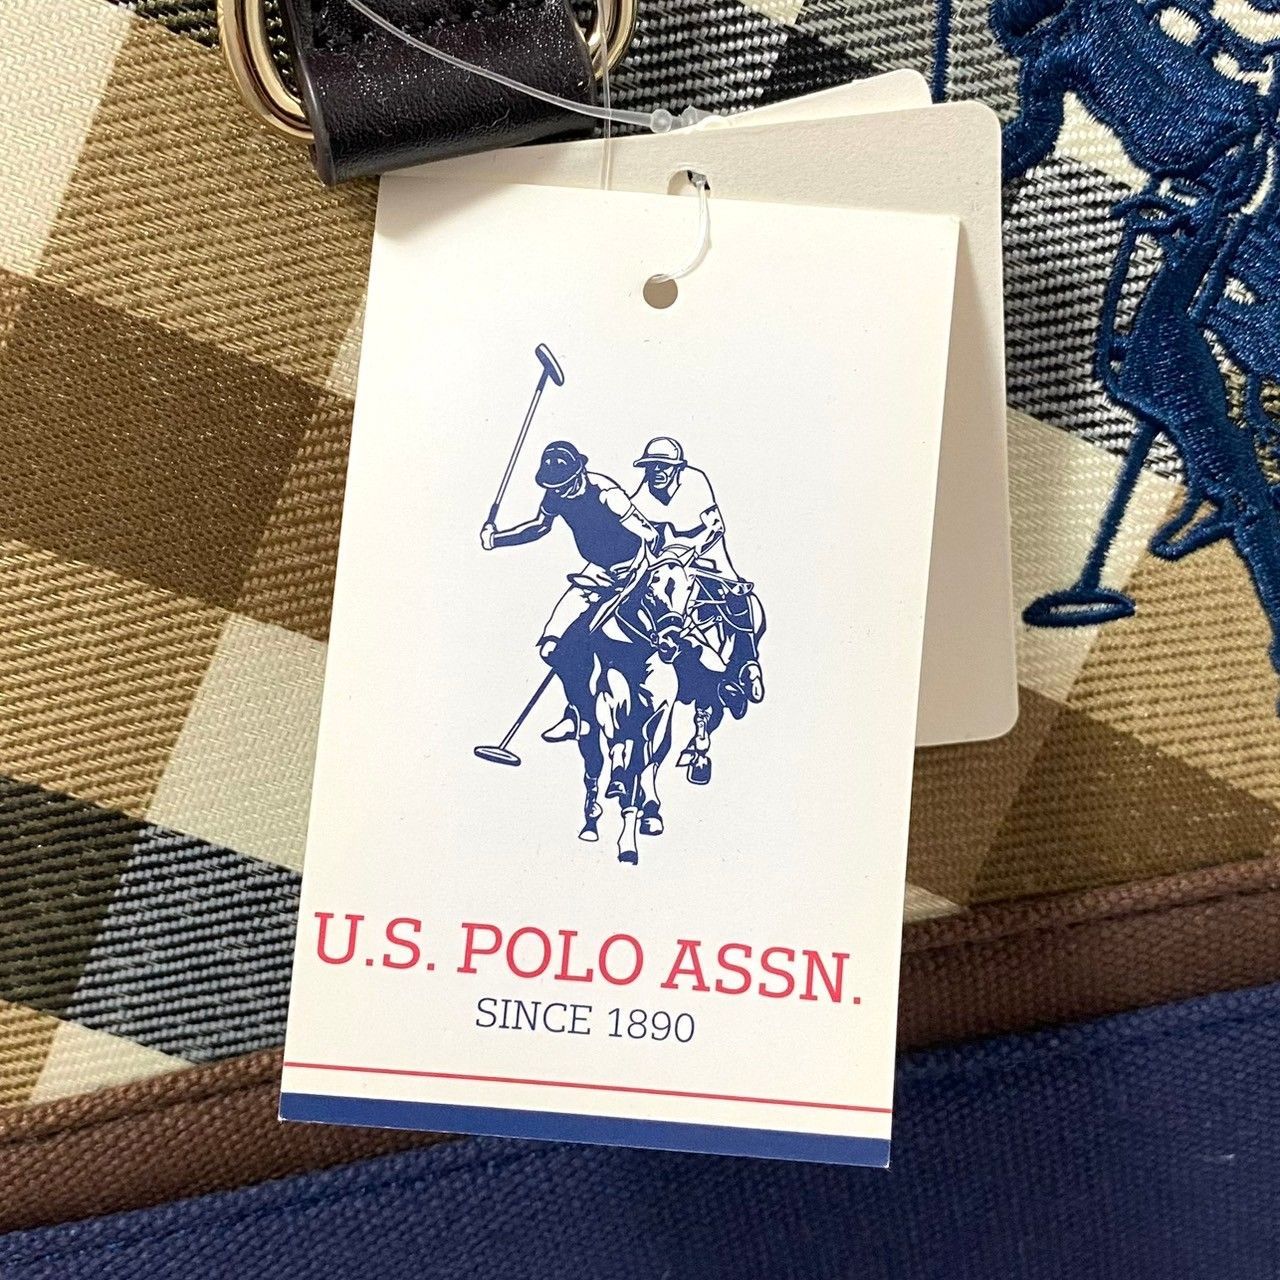 U.S. POLO ASSN.
SINCE 1890